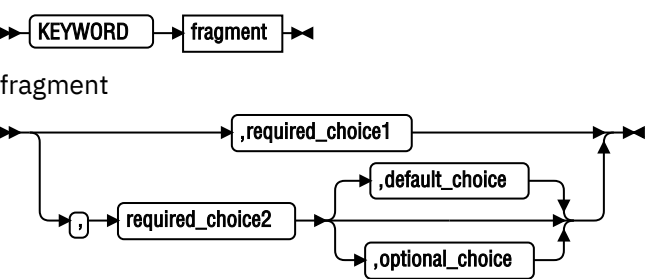 KEYWORD fragment
fragment
,required_choice1
,default_choice
, required_choice2
,optional_choice